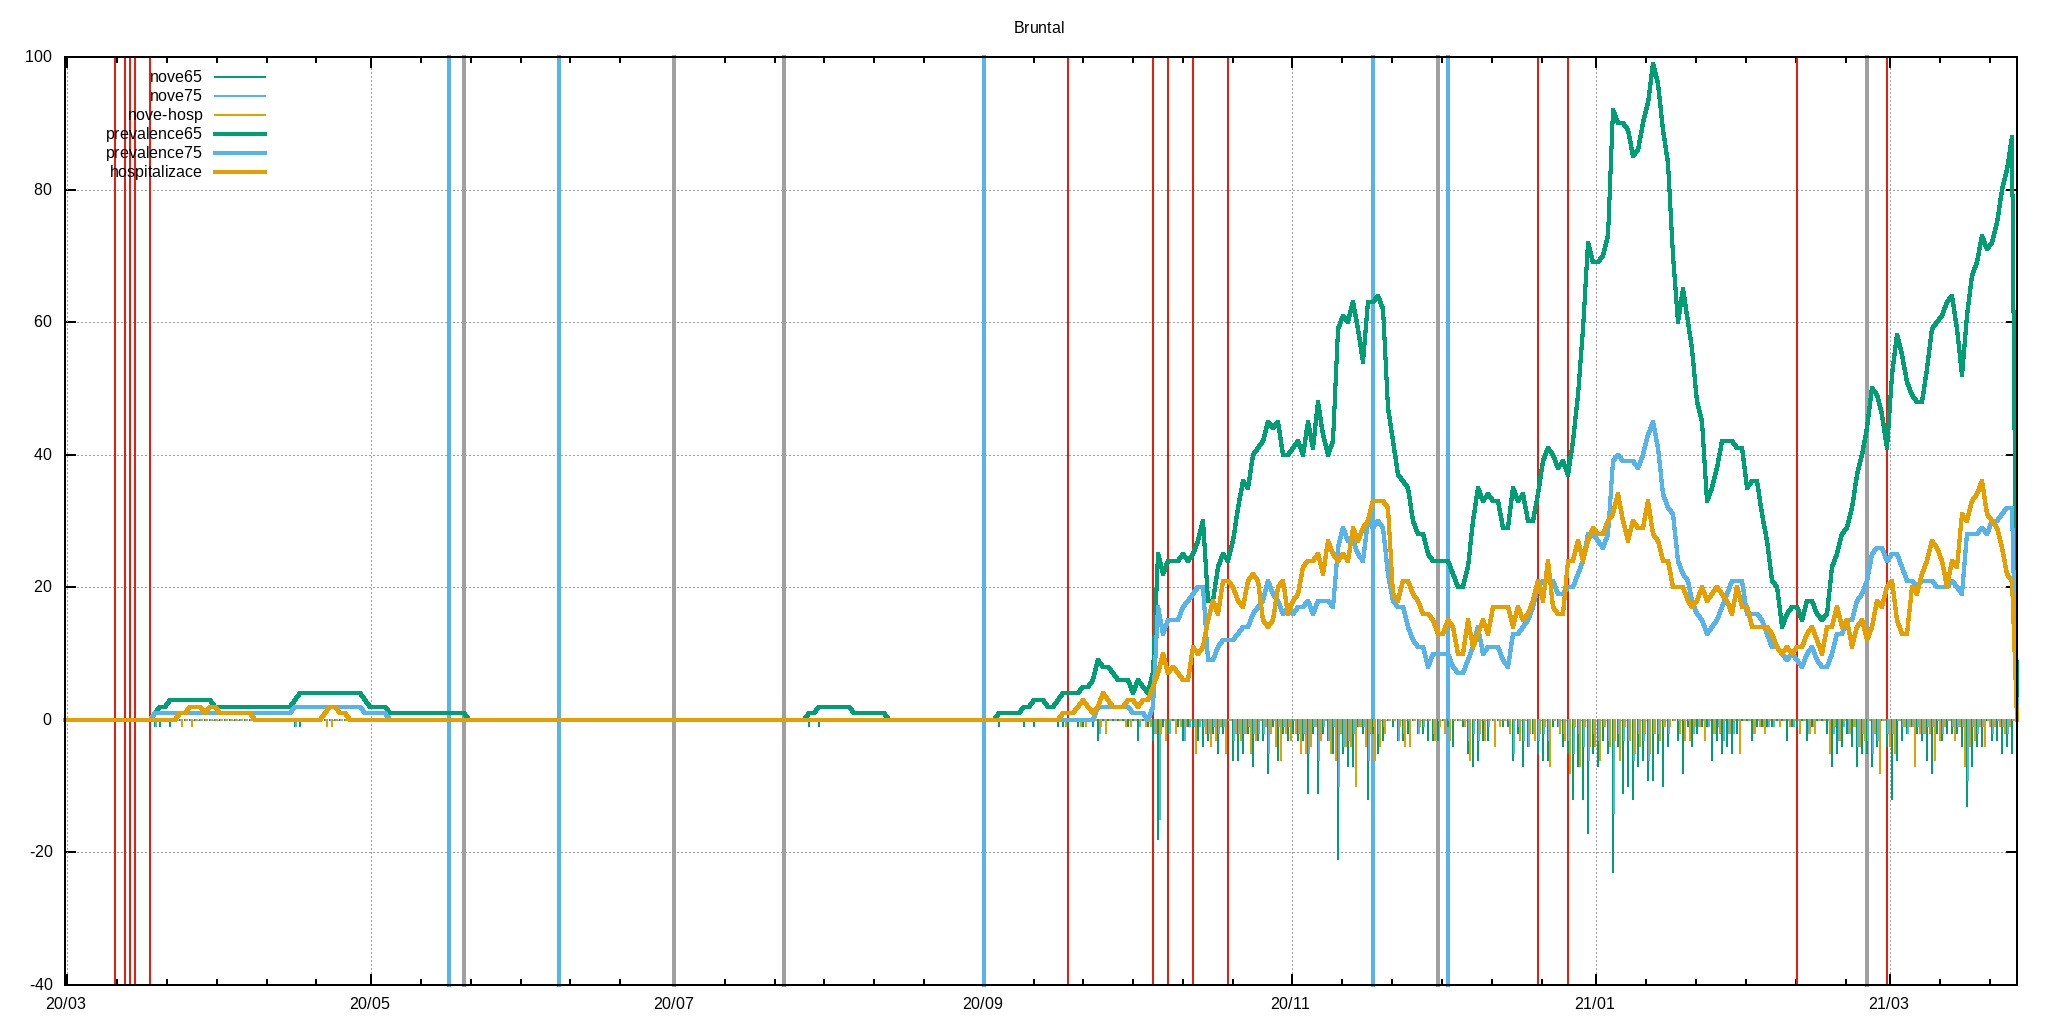 Bruntal
100
80
60
40
20
0
-20
-40
nove65
nove75
nove-hosp
prevalence65
prevalence75
hospitalizace
20/03 20/05 20/07 20/09 20/11 21/01 21/03